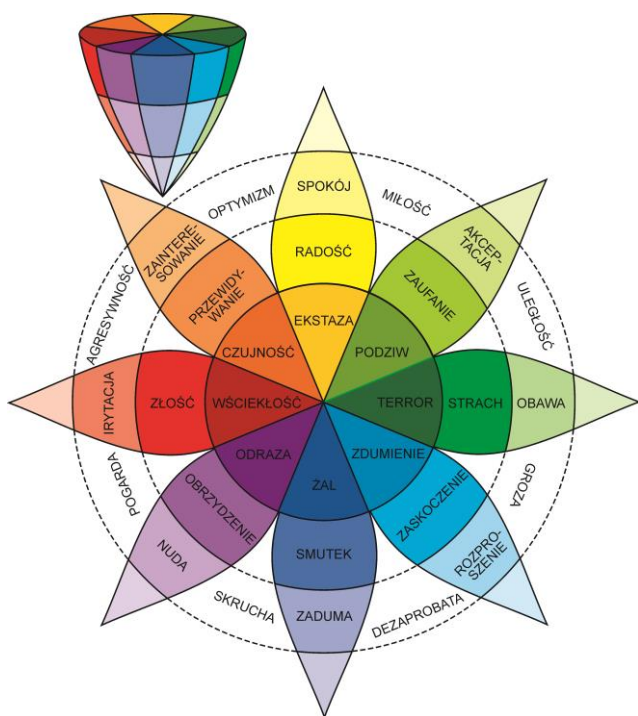 OPTYMIZM
SPOKÓJ
MIŁOŚĆ
ZAINTERE-
SOWANIE
AKCEP-
TACJA
RADOŚĆ
PRZEWIDY-
WANIE
ZAUFANIE
AGRESYWNOŚĆ
ULEGŁOŚĆ
EKSTAZA
CZUJNOŚĆ
PODZIW
IRYTACJA
ZŁOŚĆ
WŚCIEKŁOŚĆ
TERROR
STRACH
OBAWA
ODRAZA
ZDUMIENIE
POGARDA
ŻAL
GROZA
OBRZYDZENIE
ZASKOCZENIE
NUDA
SMUTEK
ROZPRO-
SZENIE
SKRUCHA
ZADUMA
DEZAPROBATA